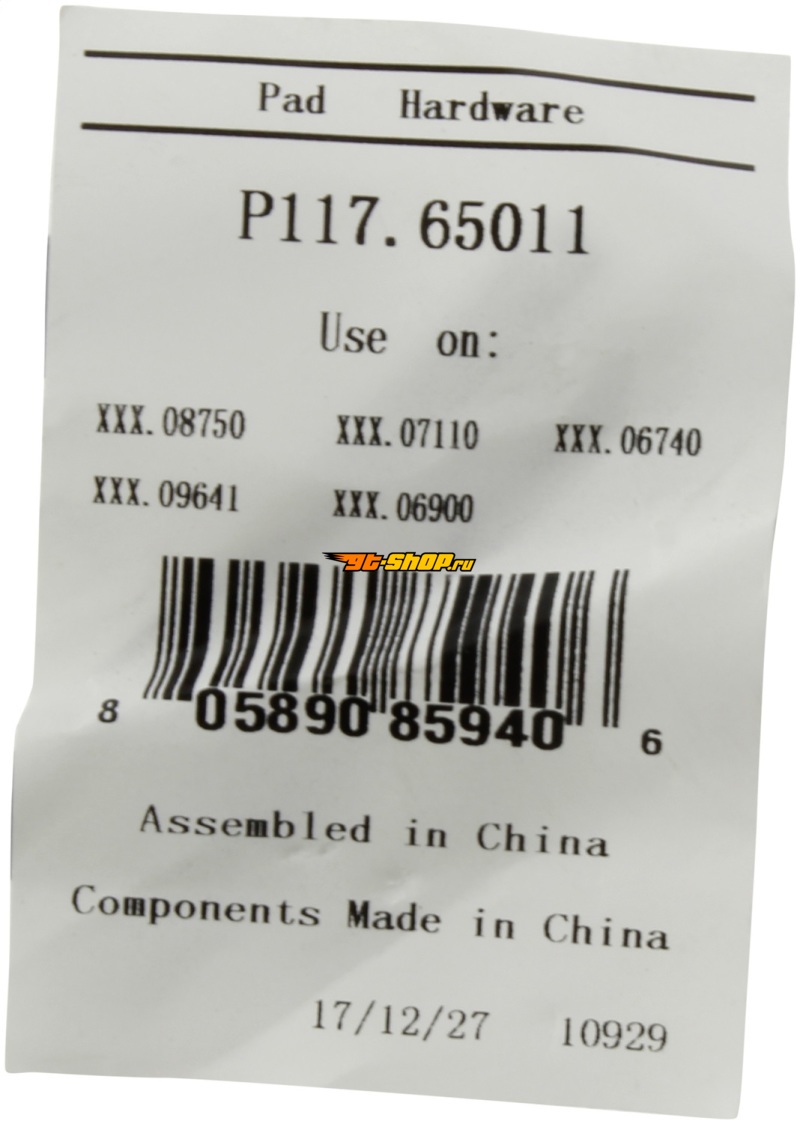 Pad Hardware
P117.65011
Use on:
XXX.08750 XXX.07110 XXX.06740
XXX.09641 XXX.06900
gt-shop.ru
8 05890 85940 6
Assembled in China
Components Made in China
17/12/27 10929